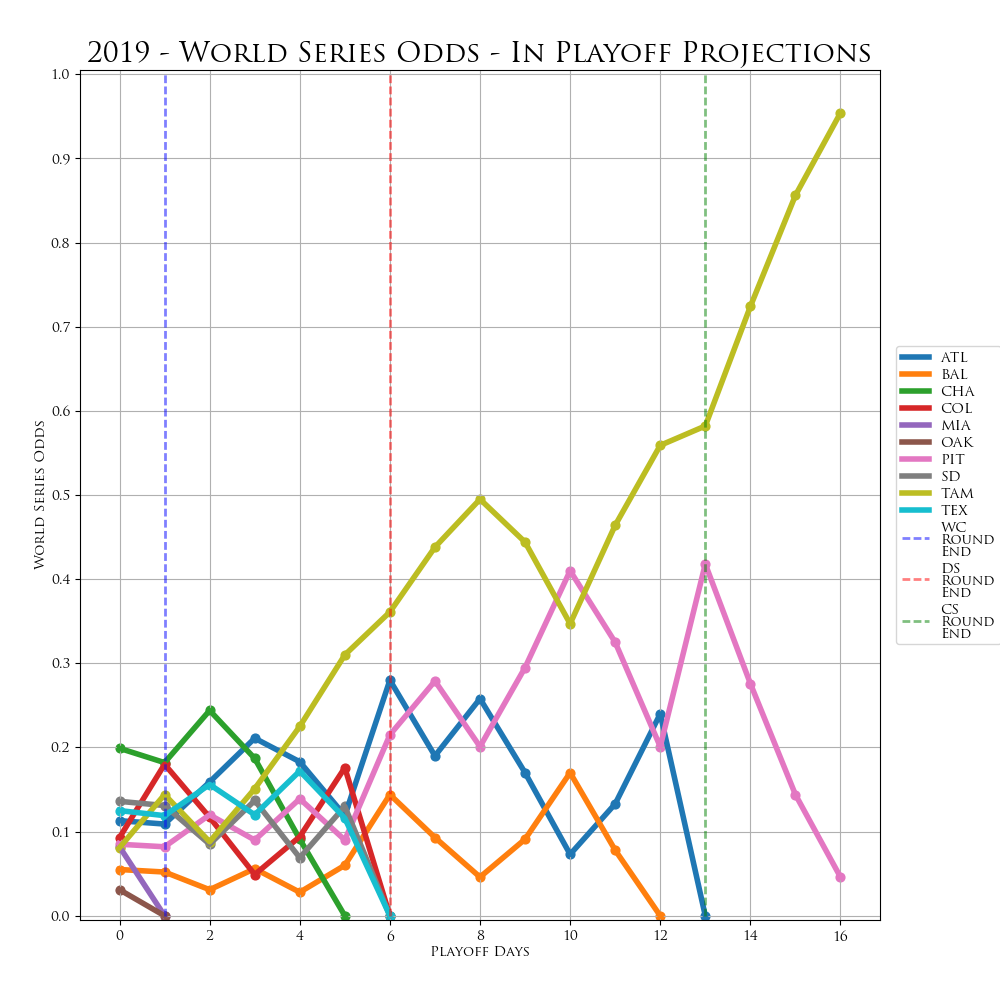 2019 - World Series Odds - In Playoff Projections
1.0
0.9
0.8
0.7
0.6
0.5
0.4
0.3
0.2
0.1
0.0
World Series Odds
0 2 4 6 8 10 12 14 16
Playoff Days
ATL
BAL
CHA
COL
MIA
OAK
PIT
SD
TAM
TEX
WC
Round
End
DS
Round
End
CS
Round
End